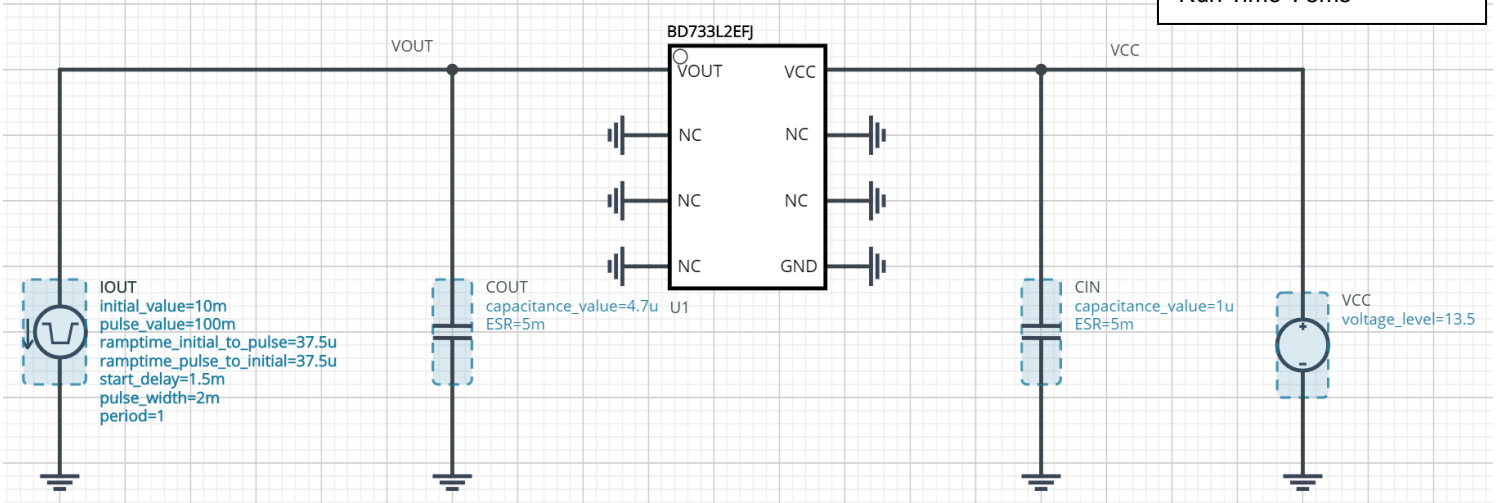 BD733L2EFJ
VOUT
VCC
VOUT
VCC
NC
NC
NC
NC
NC
GND
U1
IOUT
initial_value=10m
pulse_value=100m
ramptime_initial_to_pulse=37.5u
ramptime_pulse_to_initial=37.5u
start_delay=1.5m
pulse_width=2m
period=1
COUT
capacitance_value=4.7u
ESR=5m
CIN
capacitance_value=1u
ESR=5m
VCC
voltage_level=13.5
+
-